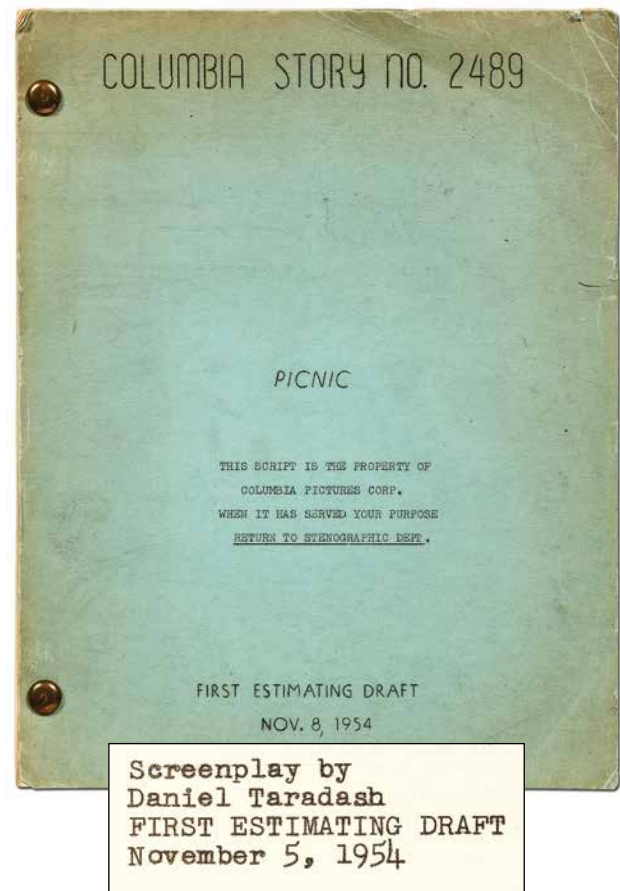 COLUMBIA STORY NO. 2489
PICNIC
THIS SCRIPT IS THE PROPERTY OF
COLUMBIA PICTURES CORP.
WHEN IT HAS SERVED YOUR PURPOSE
RETURN TO STENOGRAPHIC DEPT.
FIRST ESTIMATING DRAFT
NOV. 8, 1954
Screenplay by
Daniel Taradash
FIRST ESTIMATING DRAFT
November 5, 1954